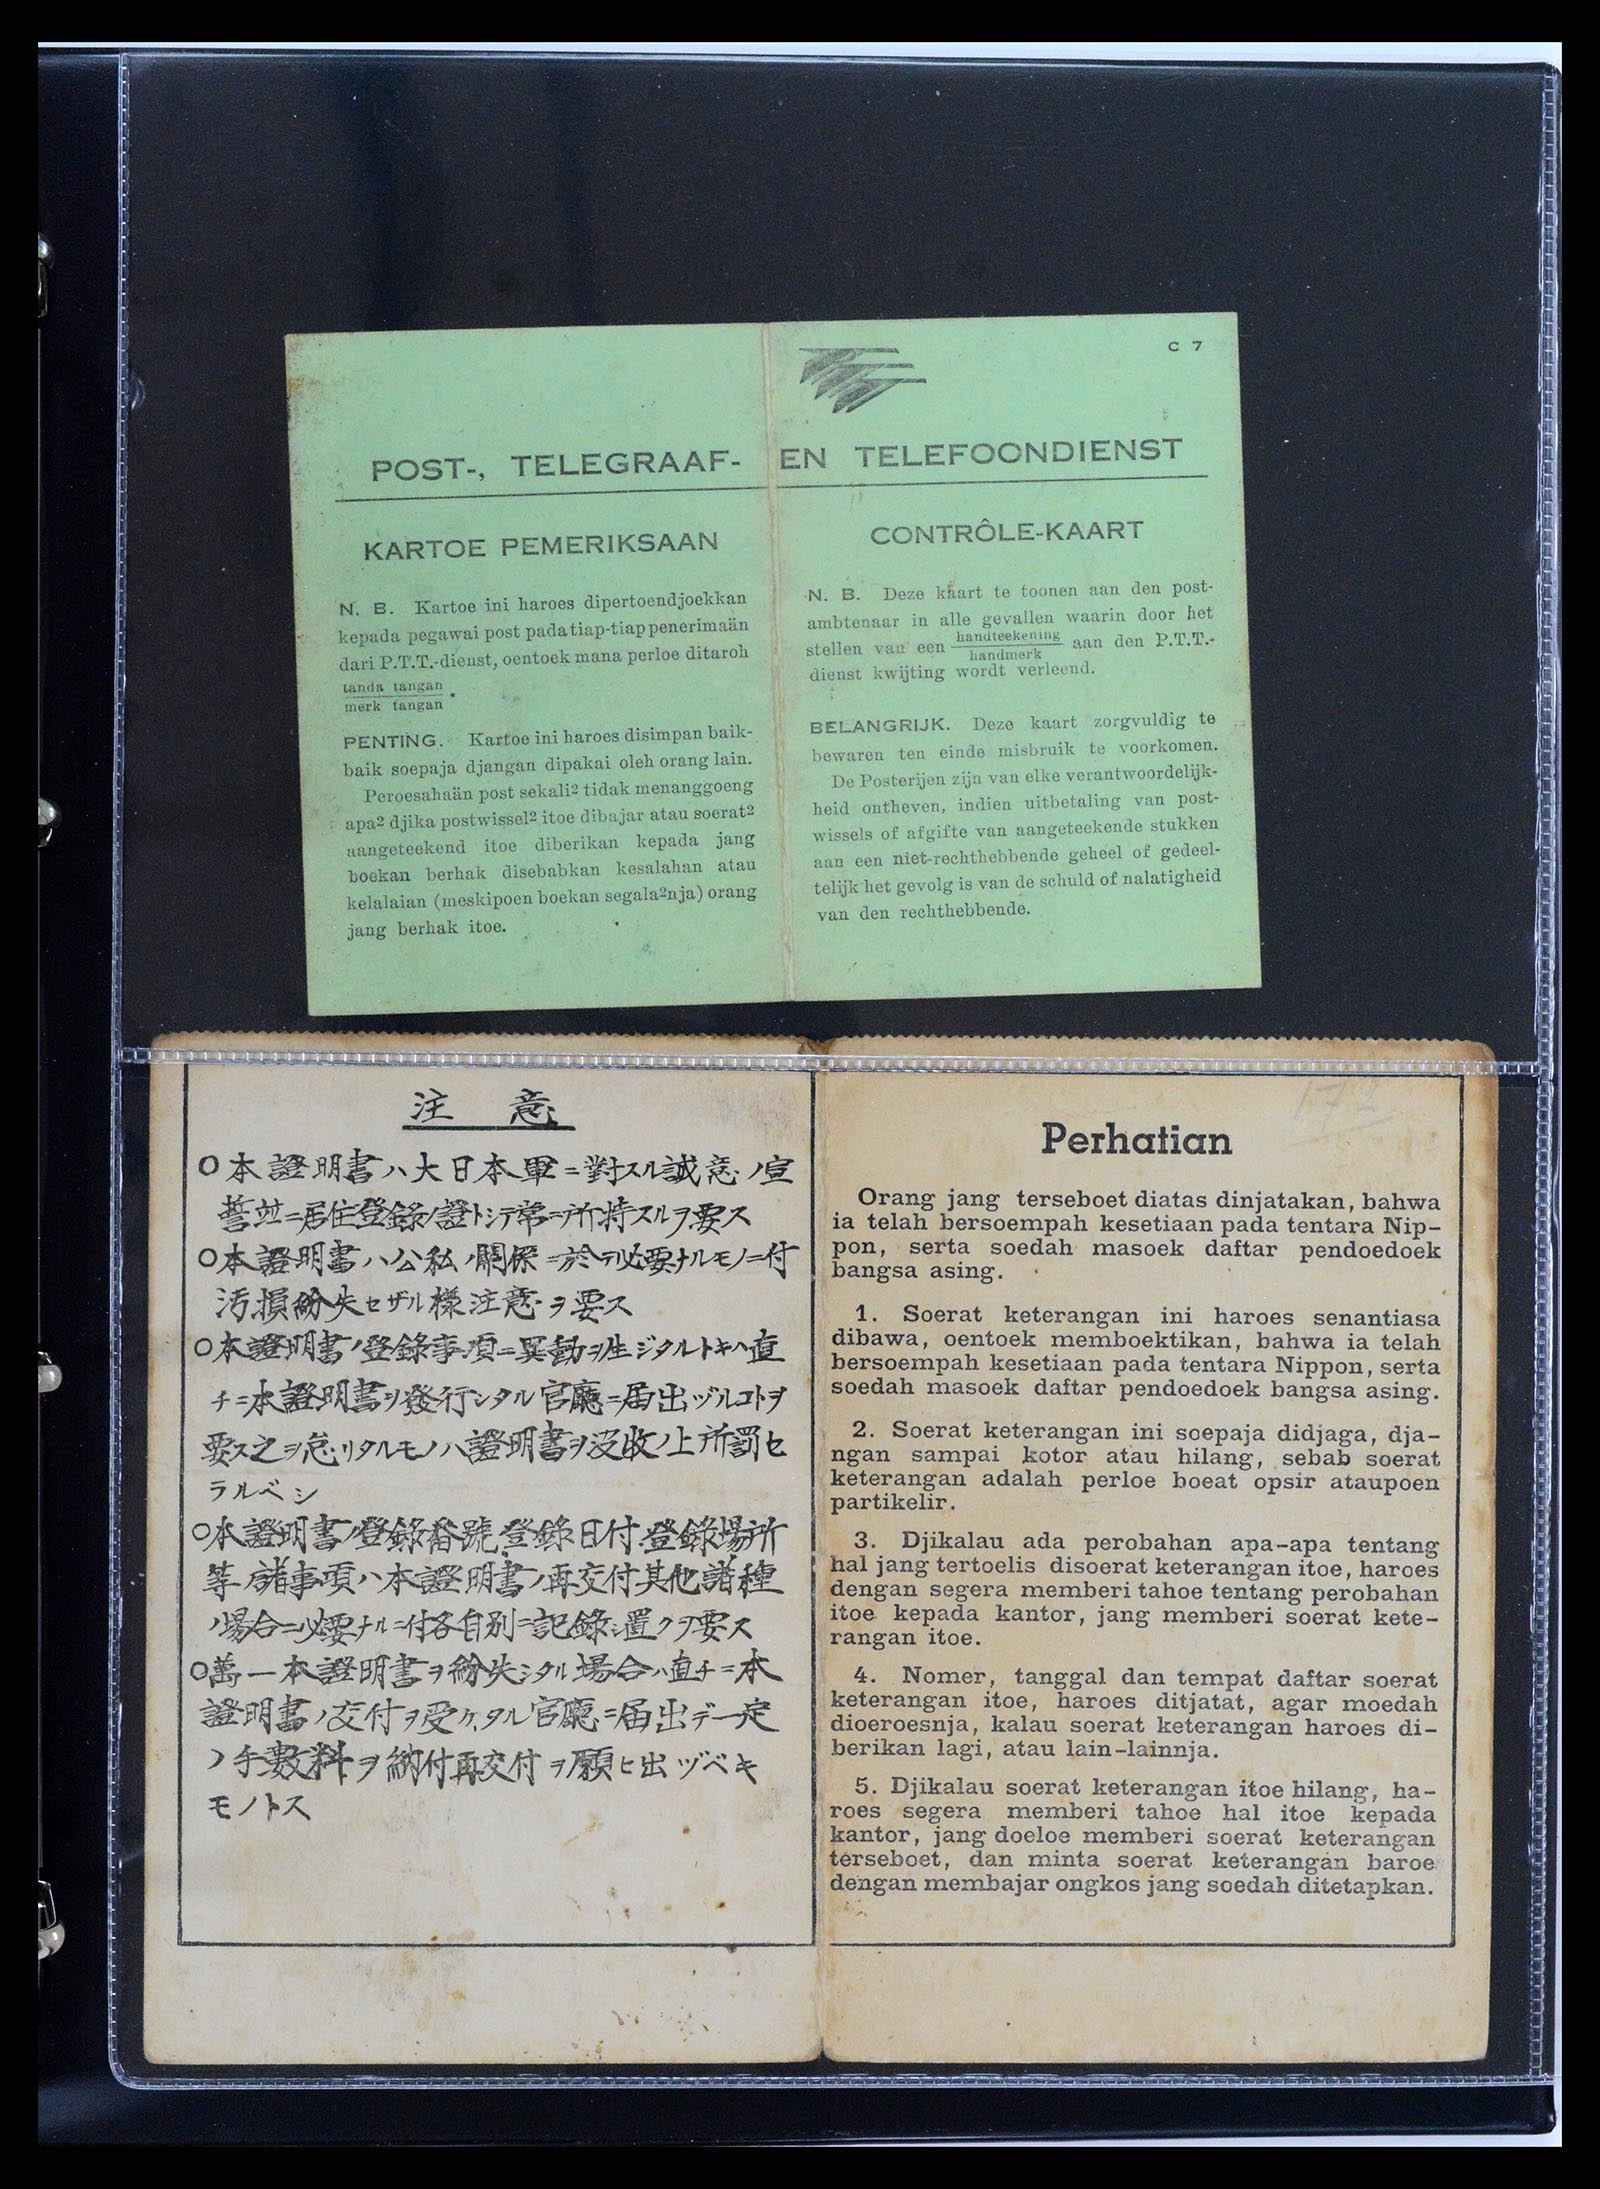 C 7
POST-, TELEGRAAF- EN TELEFOONDIENST
KARTOE PEMERIKSAAN
N. B. Kartoe ini haroes dipertoendjoekkan
kepada pegawai post pada tiap-tiap penerimaän
dari P.T.T.-dienst, oentoek mana perloe ditaroh
tanda tangan
merk tangan.
PENTING. Kartoe ini haroes disimpan baik-
baik soepaja djangan dipakai oleh orang lain.
Peroesahaän post sekali2 tidak menanggoeng
apa2 djika postwissel2 itoe dibajar atau soerat2
aangeteekend itoe diberikan kepada jang
boekan berhak disebabkan kesalahan atau
kelalaian (meskipoen boekan segala2nja) orang
jang berhak itoe.
CONTRÔLE-KAART
N. B. Deze kaart te toonen aan den post-
ambtenaar in alle gevallen waarin door het
stellen van een handteekening
handmerk aan den P.T.T.-
dienst kwijting wordt verleend.
BELANGRIJK. Deze kaart zorgvuldig te
bewaren ten einde misbruik te voorkomen.
De Posterijen zijn van elke verantwoordelijk-
heid ontheven, indien uitbetaling van post-
wissels of afgifte van aangeteekende stukken
aan een niet-rechthebbende geheel of gedeel-
telijk het gevolg is van de schuld of nalatigheid
van den rechthebbende.
注意
○本證明書ハ大日本軍ニ對スル誠意ノ宣
誓竝ニ居住登錄ノ證トシテ常ニ所持スルヲ要ス
○本證明書ハ公私ノ關係ニ於テ必要ナルモノニ付
汚損紛失セザル樣注意ヲ要ス
○本證明書ノ登錄事項ニ異動ヲ生ジタルトキハ直
チニ本證明書ヲ發行シタル官廳ニ届出ヅルコトヲ
要ス之ヲ怠リタルモノハ證明書ヲ没收ノ上所罰セ
ラルベシ
○本證明書ノ登錄番號登錄日付登錄場所
等ノ諸事項ハ本證明書ノ再交付其他諸種
ノ場合ニ必要ナルニ付各自別ニ記錄シ置クヲ要ス
○萬一本證明書ヲ紛失シタル場合ハ直チニ本
證明書ノ交付ヲ受ケタル官廳ニ届出デ一定
ノ手數料ヲ納付再交付ヲ願ヒ出ヅベキ
モノトス
Perhatian
Orang jang terseboet diatas dinjatakan, bahwa
ia telah bersoempah kesetiaan pada tentara Nip-
pon, serta soedah masoek daftar pendoedoek
bangsa asing.
1. Soerat keterangan ini haroes senantiasa
dibawa, oentoek memboektikan, bahwa ia telah
bersoempah kesetiaan pada tentara Nippon, serta
soedah masoek daftar pendoedoek bangsa asing.
2. Soerat keterangan ini soepaja didjaga, dja-
ngan sampai kotor atau hilang, sebab soerat
keterangan adalah perloe boeat opsir ataupoen
partikelir.
3. Djikalau ada perobahan apa-apa tentang
hal jang tertoelis disoerat keterangan itoe, haroes
dengan segera memberi tahoe tentang perobahan
itoe kepada kantor, jang memberi soerat kete-
rangan itoe.
4. Nomer, tanggal dan tempat daftar soerat
keterangan itoe, haroes ditjatat, agar moedah
dioeroesnja, kalau soerat keterangan haroes di-
berikan lagi, atau lain-lainnja.
5. Djikalau soerat keterangan itoe hilang, ha-
roes segera memberi tahoe hal itoe kepada
kantor, jang doeloe memberi soerat keterangan
terseboet, dan minta soerat keterangan baroe
dengan membajar ongkos jang soedah ditetapkan.